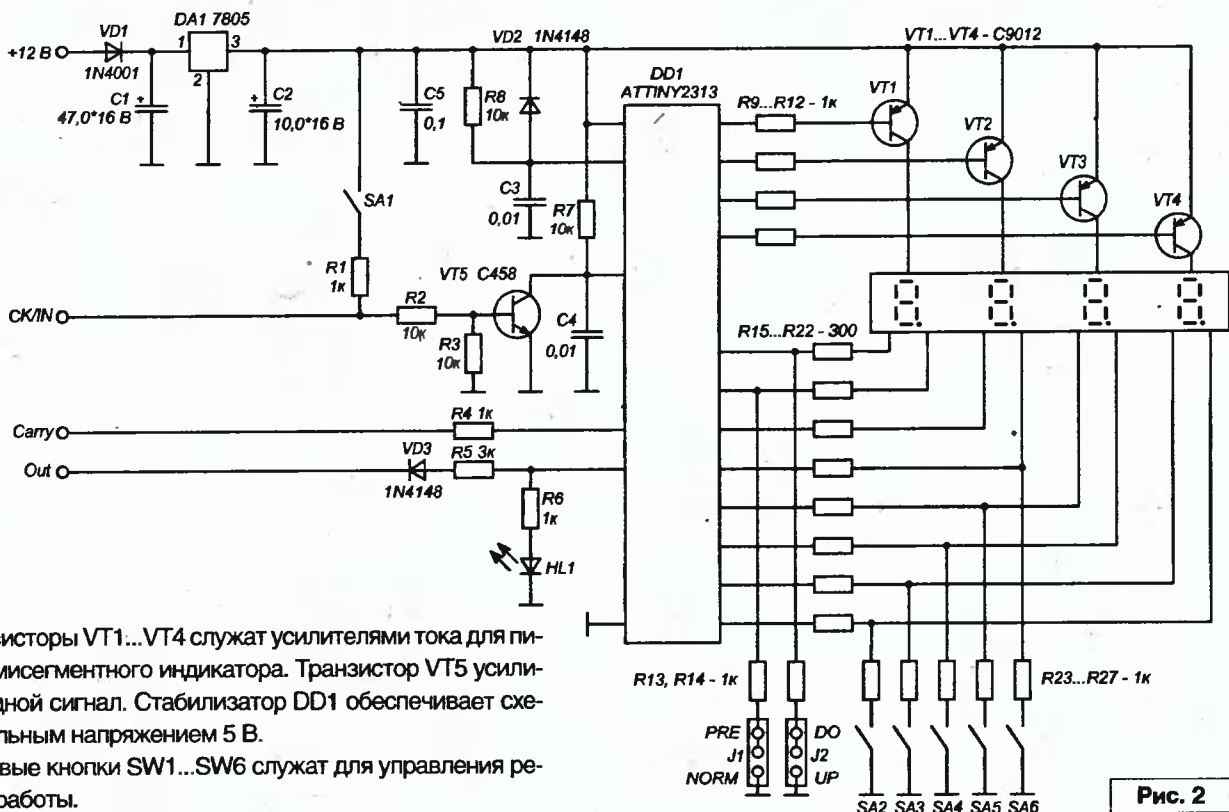 VD1
DA1 7805
VD2 1N4148
VT1...VT4 - C9012
+12 В
1
3
2
DD1
ATTINY2313
1N4001
C1
+
47,0*16 В
+
C2
10,0*16 В
C5
0,1
R8
10к
R9...R12 - 1к
VT1
VT2
VT3
VT4
C3
0,01
R7
10к
SA1
R1
1к
VT5 C458
CK/IN
R2
10к
R3
10к
C4
0,01
R15...R22 - 300
Carry
R4 1к
Out
VD3
1N4148
R5 3к
R6
1к
HL1
исторы VT1...VT4 служат усилителями тока для пи-
мисегментного индикатора. Транзистор VT5 усили-
дной сигнал. Стабилизатор DD1 обеспечивает схе-
льным напряжением 5 В.
вые кнопки SW1...SW6 служат для управления ре-
работы.
R13, R14 - 1к
R23...R27 - 1к
PRE
J1
NORM
DO
J2
UP
SA2 SA3 SA4 SA5 SA6
Рис. 2